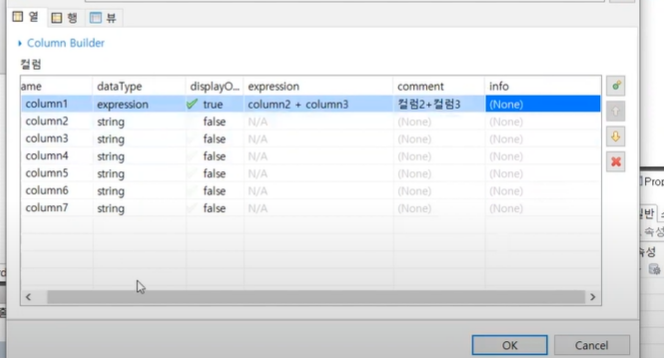 열 행 뷰
Column Builder
컬럼
ame dataType displayO... expression comment info
column1 expression true column2 + column3 컬럼2+컬럼3 (None)
column2 string false N/A (None) (None)
column3 string false N/A (None) (None)
column4 string false N/A (None) (None)
column5 string false N/A (None) (None)
column6 string false N/A (None) (None)
column7 string false N/A (None) (None)
Prop
일반
속성
속성
OK Cancel